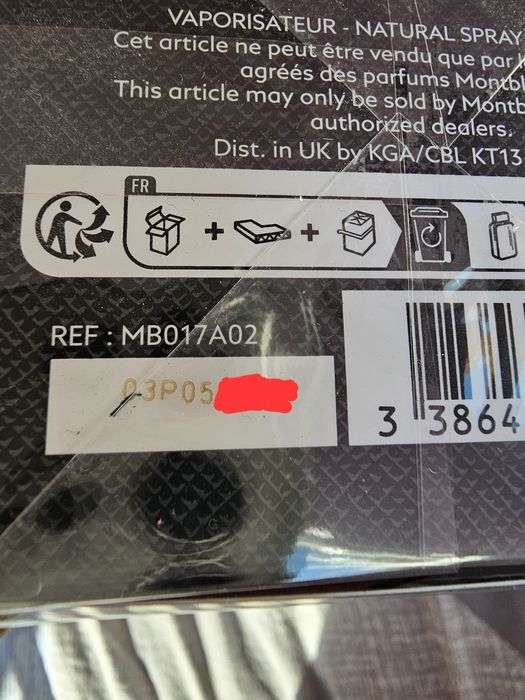 VAPORISATEUR - NATURAL SPRAY
Cet article ne peut être vendu que par
agréés des parfums Montbl
This article may only be sold by Montb
authorized dealers.
Dist. in UK by KGA/CBL KT13
FR
REF : MB017A02
03P05
3 3864